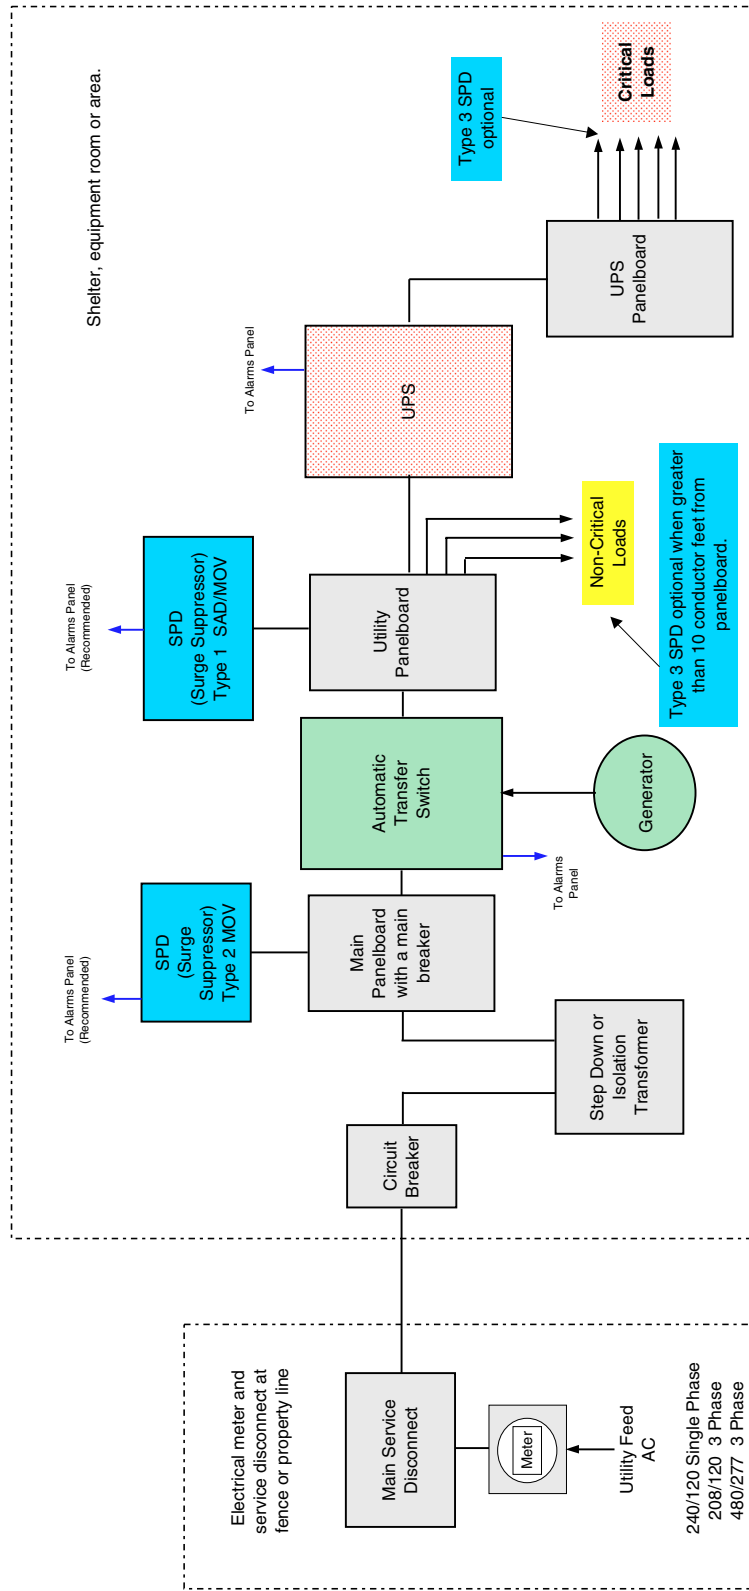 Electrical meter and
service disconnect at
fence or property line
Main Service
Disconnect
Meter
Utility Feed
AC
240/120 Single Phase
208/120  3 Phase
480/277  3 Phase
Shelter, equipment room or area.
Circuit
Breaker
Step Down or
Isolation
Transformer
To Alarms Panel
(Recommended)
SPD
(Surge
Suppressor)
Type 2 MOV
Main
Panelboard
with a main
breaker
Automatic
Transfer
Switch
To Alarms
Panel
Generator
To Alarms Panel
(Recommended)
SPD
(Surge Suppressor)
Type 1  SAD/MOV
Utility
Panelboard
Non-Critical
Loads
Type 3 SPD optional when greater
than 10 conductor feet from
panelboard.
To Alarms Panel
UPS
UPS
Panelboard
Type 3 SPD
optional
Critical
Loads